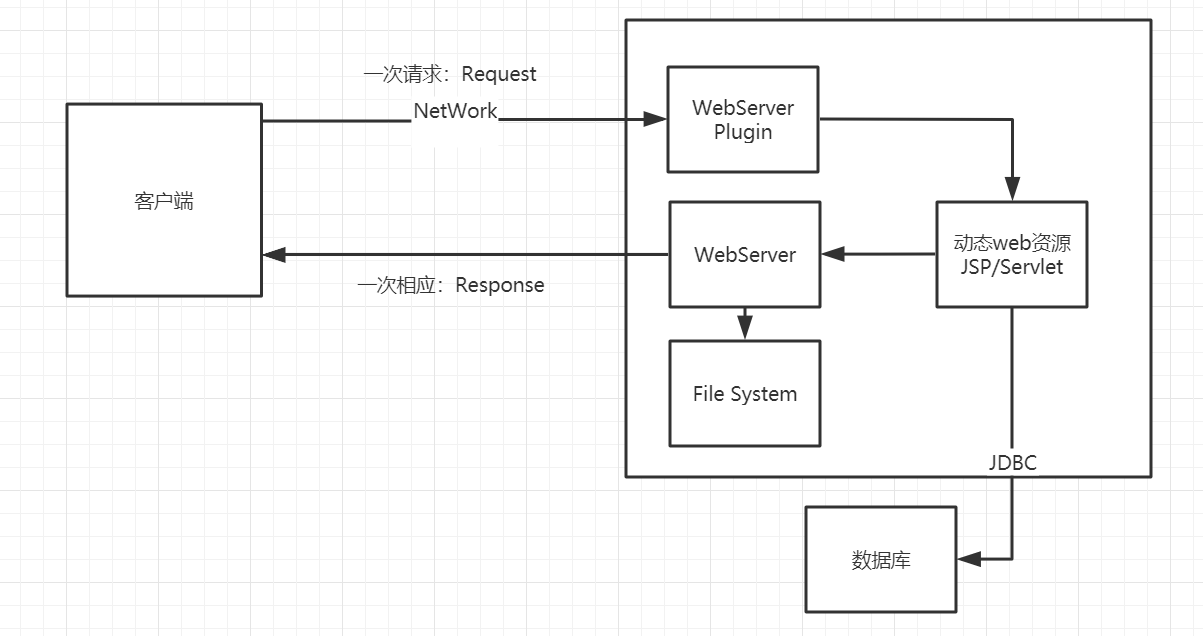 一次请求：Request
NetWork
客户端
一次相应：Response
WebServer
Plugin
WebServer
File System
动态web资源
JSP/Servlet
JDBC
数据库